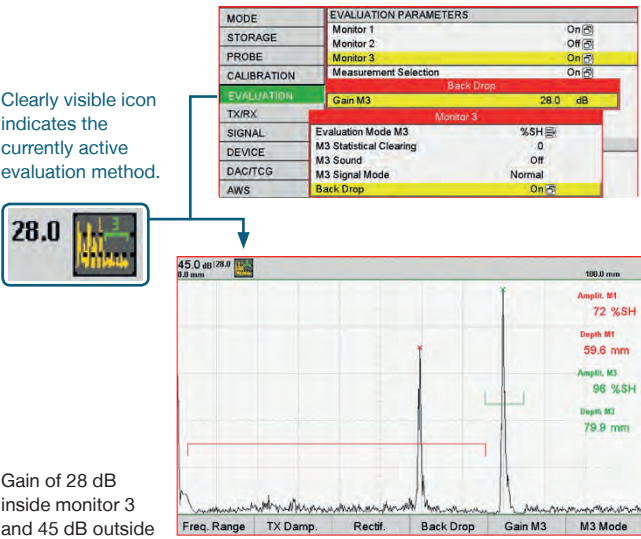 MODE
STORAGE
PROBE
CALIBRATION
EVALUATION
TX/RX
SIGNAL
DEVICE
DAC/TCG
AWS
EVALUATION PARAMETERS
Monitor 1 On
Monitor 2 Off
Monitor 3 On
Measurement Selection On
Back Drop
Gain M3 28.0 dB
Monitor 3
Evaluation Mode M3 %SH
M3 Statistical Clearing 0
M3 Sound Off
M3 Signal Mode Normal
Back Drop On
Clearly visible icon
indicates the
currently active
evaluation method.
28.0 3
45.0 dB 28.0
0.0 mm 100.0 mm
Amplit. M1
72 %SH
Depth M1
59.6 mm
Amplit. M3
96 %SH
Depth M3
79.9 mm
Freq. Range TX Damp. Rectif. Back Drop Gain M3 M3 Mode
Gain of 28 dB
inside monitor 3
and 45 dB outside